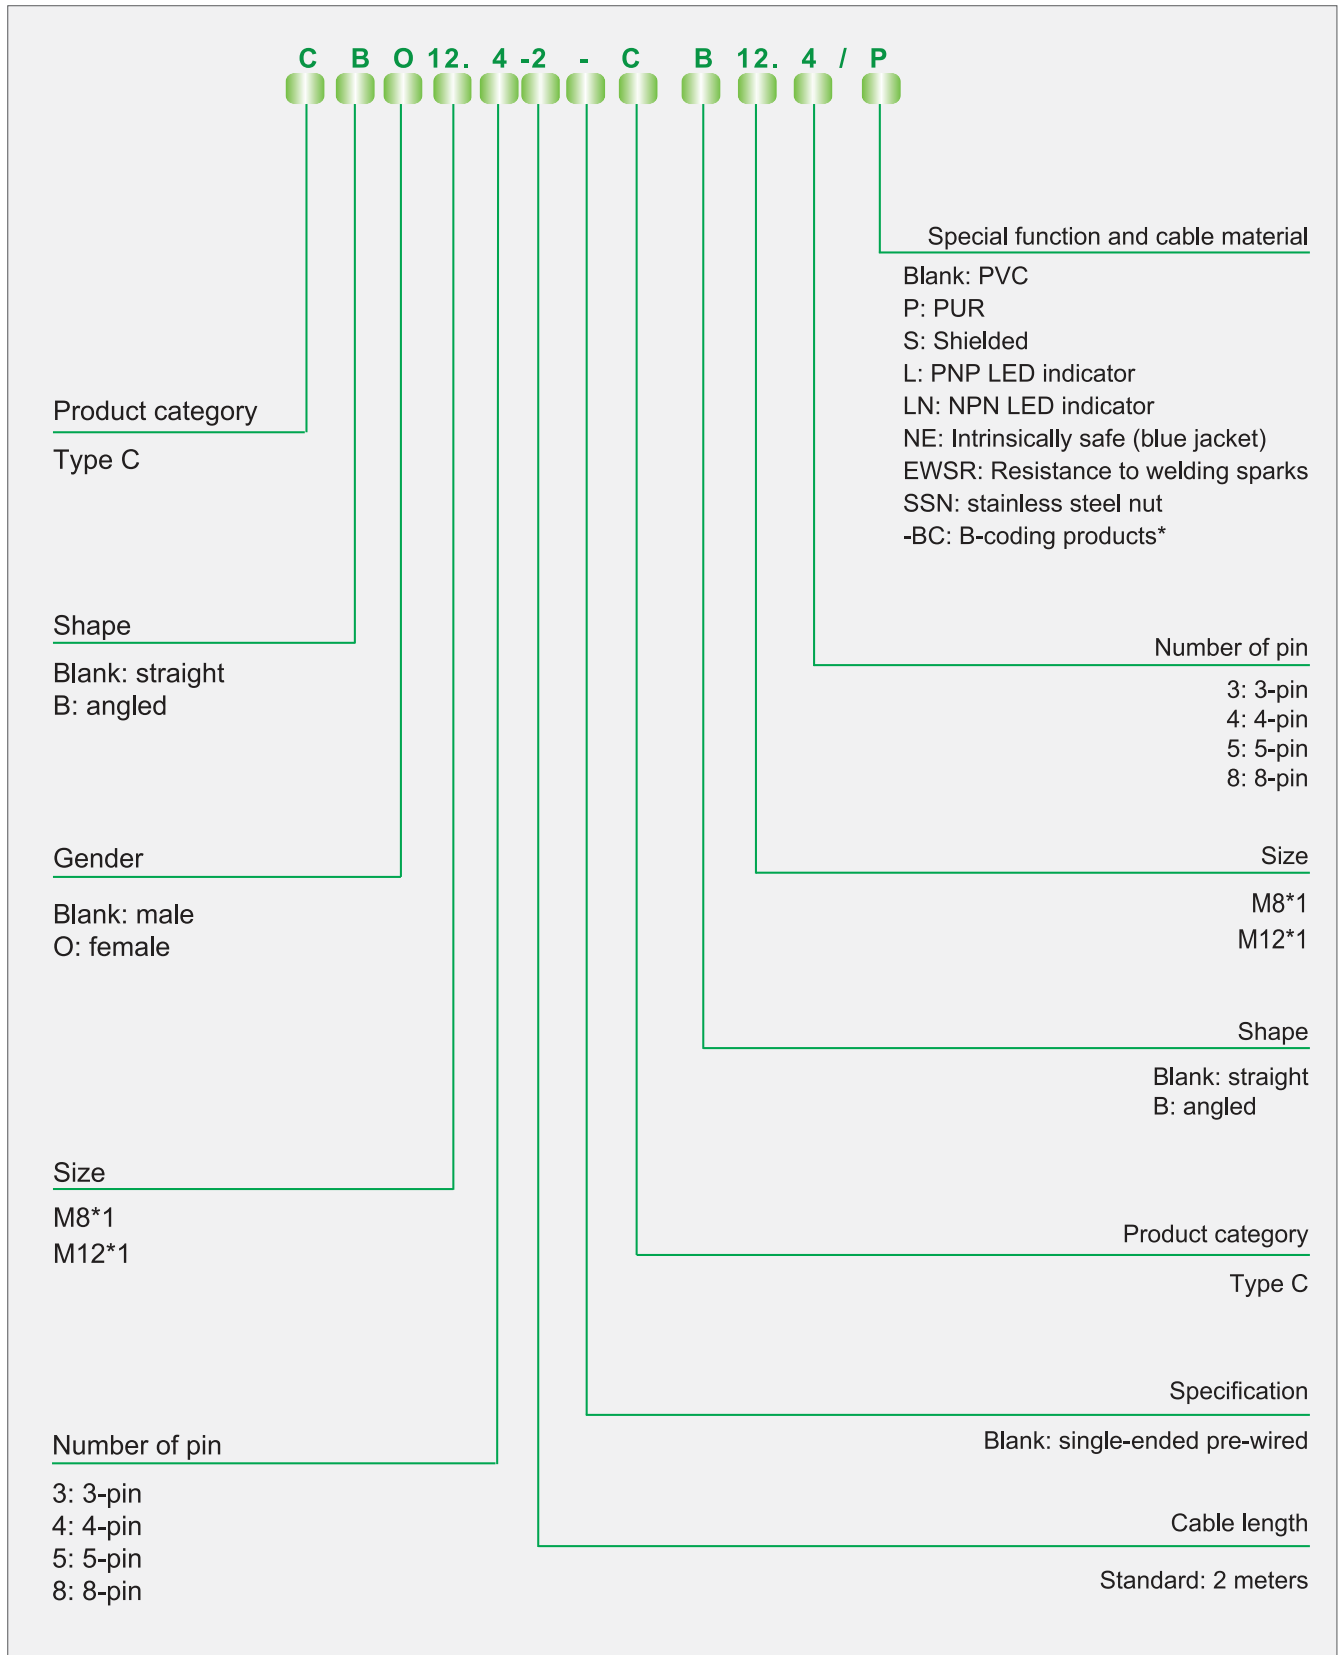 C B O 12. 4 -2 - C B 12. 4 / P
Special function and cable material
Blank: PVC
P: PUR
S: Shielded
L: PNP LED indicator
LN: NPN LED indicator
NE: Intrinsically safe (blue jacket)
EWSR: Resistance to welding sparks
SSN: stainless steel nut
-BC: B-coding products*
Product category
Type C
Shape
Blank: straight
B: angled
Number of pin
3: 3-pin
4: 4-pin
5: 5-pin
8: 8-pin
Gender
Blank: male
O: female
Size
M8*1
M12*1
Shape
Blank: straight
B: angled
Size
M8*1
M12*1
Product category
Type C
Specification
Blank: single-ended pre-wired
Number of pin
3: 3-pin
4: 4-pin
5: 5-pin
8: 8-pin
Cable length
Standard: 2 meters